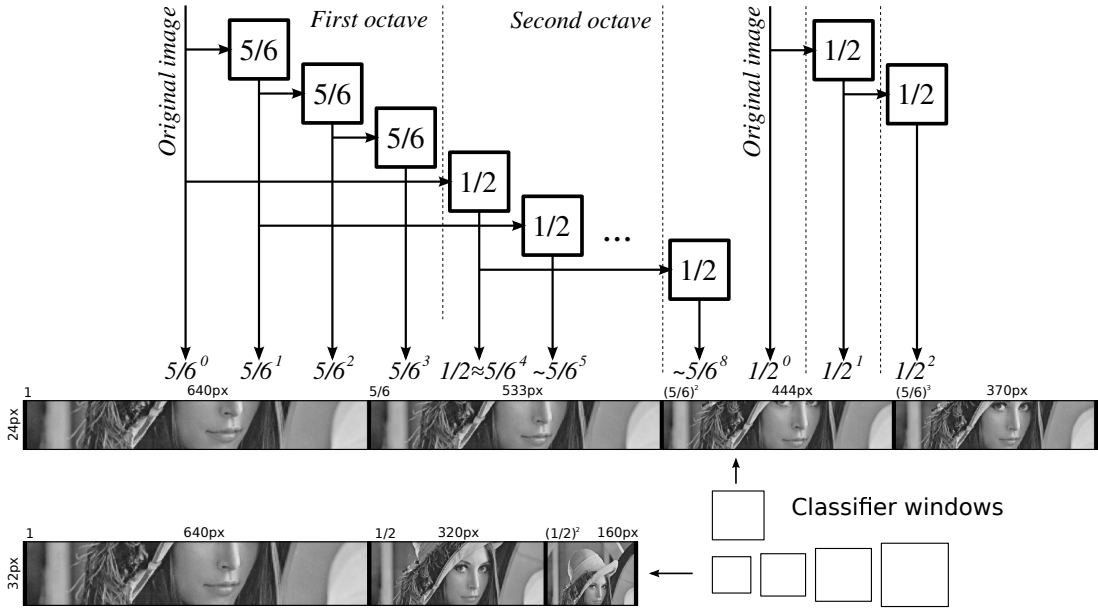 First octave
Second octave
Original image
Original image
5/6
1/2
5/6
1/2
5/6
1/2
1/2
...
1/2
5/6⁰
5/6¹
5/6²
5/6³
1/2≈5/6⁴
~5/6⁵
~5/6⁸
1/2⁰
1/2¹
1/2²
1
640px
5/6
533px
(5/6)²
444px
(5/6)³
370px
24px
Classifier windows
1
640px
1/2
320px
(1/2)²
160px
32px